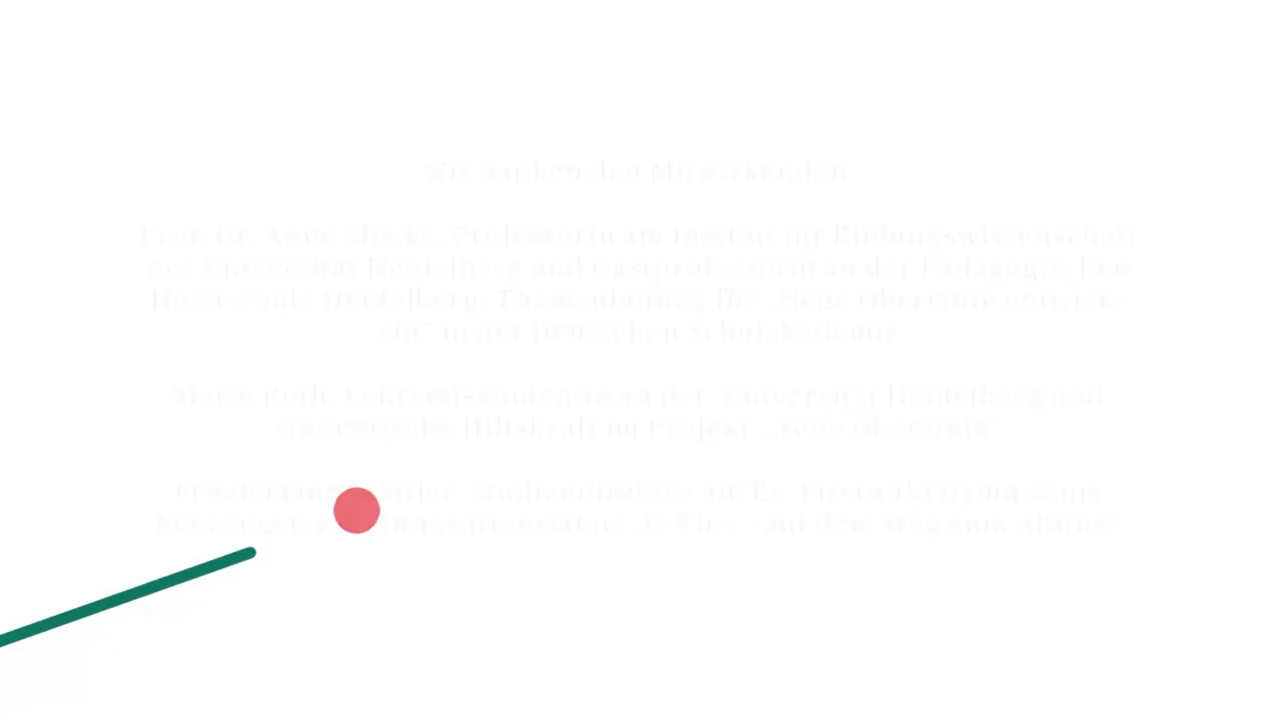 Wir danken den Mitwirkenden
Prof. Dr. Anne Sliwka, Professorin am Institut für Bildungswissenschaft
der Universität Heidelberg und Gastprofessorin an der Pädagogischen
Hochschule Heidelberg, Themenleitung für „Neue Oberstufe entwick-
eln“ in der Deutschen Schulakademie
Marie Roth, Lehramtsstudentin an der Universität Heidelberg und
studentische Hilfskraft im Projekt „Neue Oberstufe“
Friedemann Studiendirektor am Ev. Firstwald Gymnasium
Mössingen „G-Flex - auf dem Weg zum Abitur“